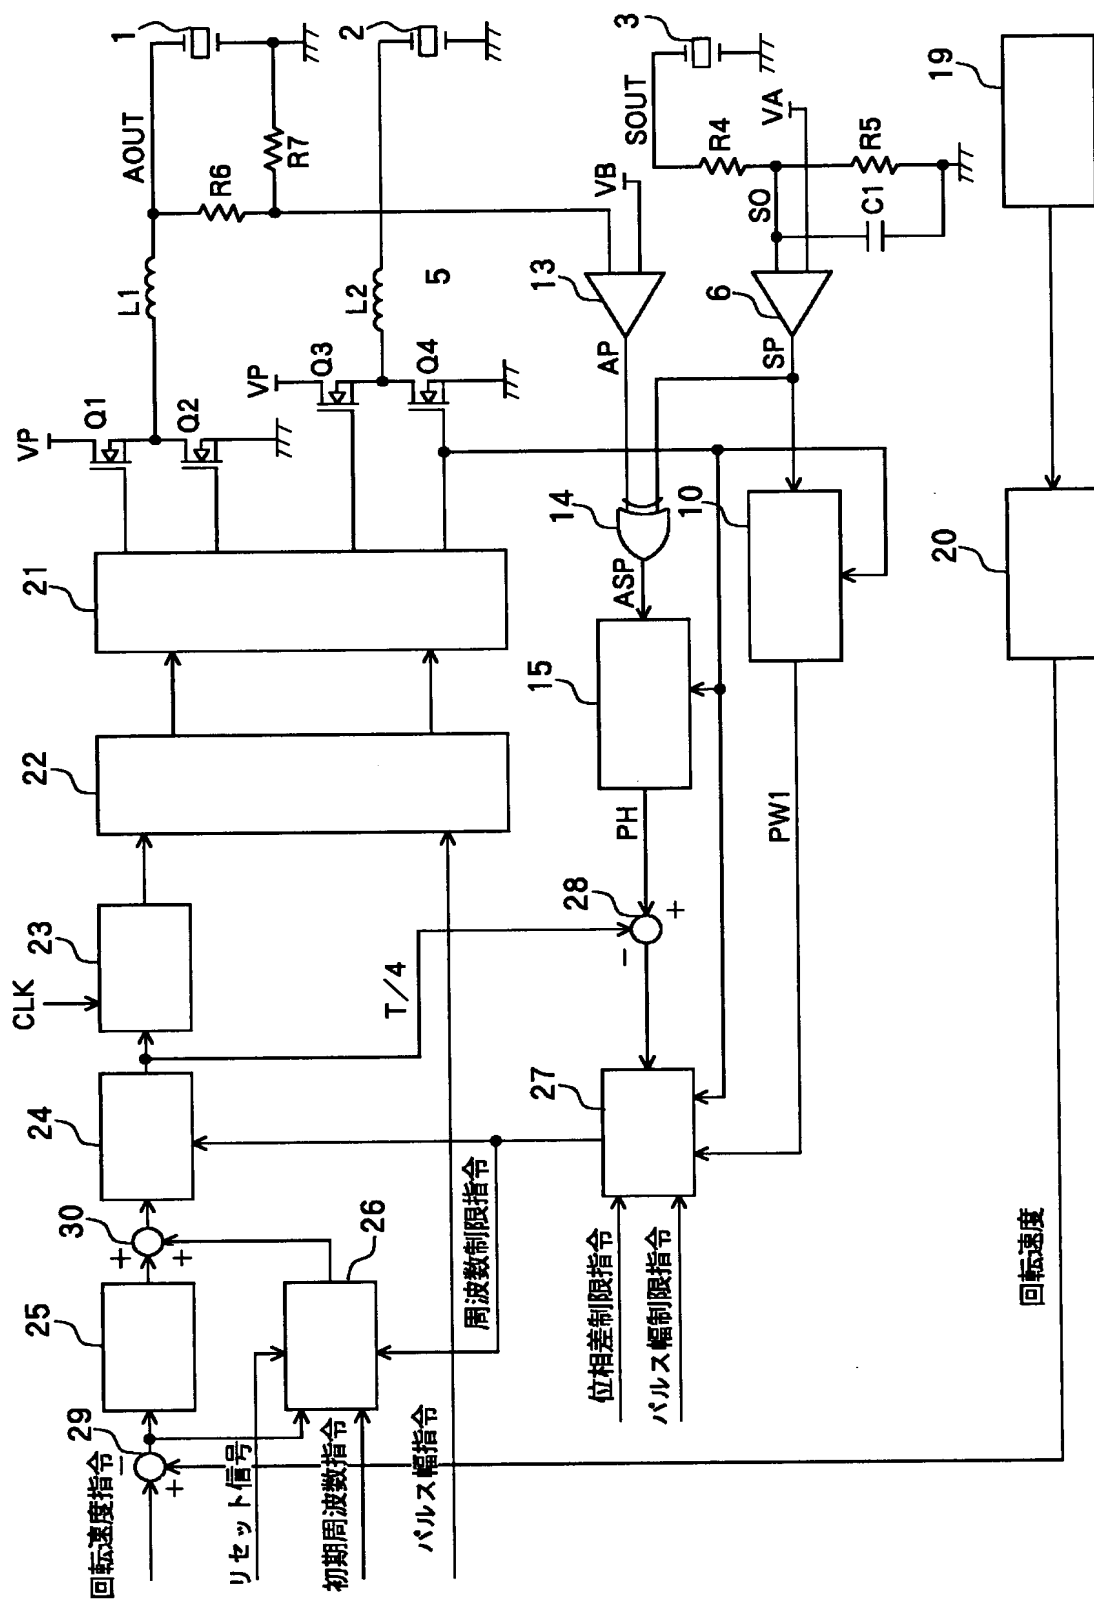 回転速度指令
29
−
+
25
30
+
+
24
CLK
23
22
21
VP
Q1
Q2
L1
AOUT
1
R6
R7
リセット信号
初期周波数指令
26
パルス幅指令
周波数制限指令
T/4
VP
Q3
Q4
L2
5
2
位相差制限指令
パルス幅制限指令
27
28
−
+
PH
15
ASP
14
AP
13
VB
PW1
10
SP
6
SO
C1
R4
R5
VA
SOUT
3
回転速度
20
19